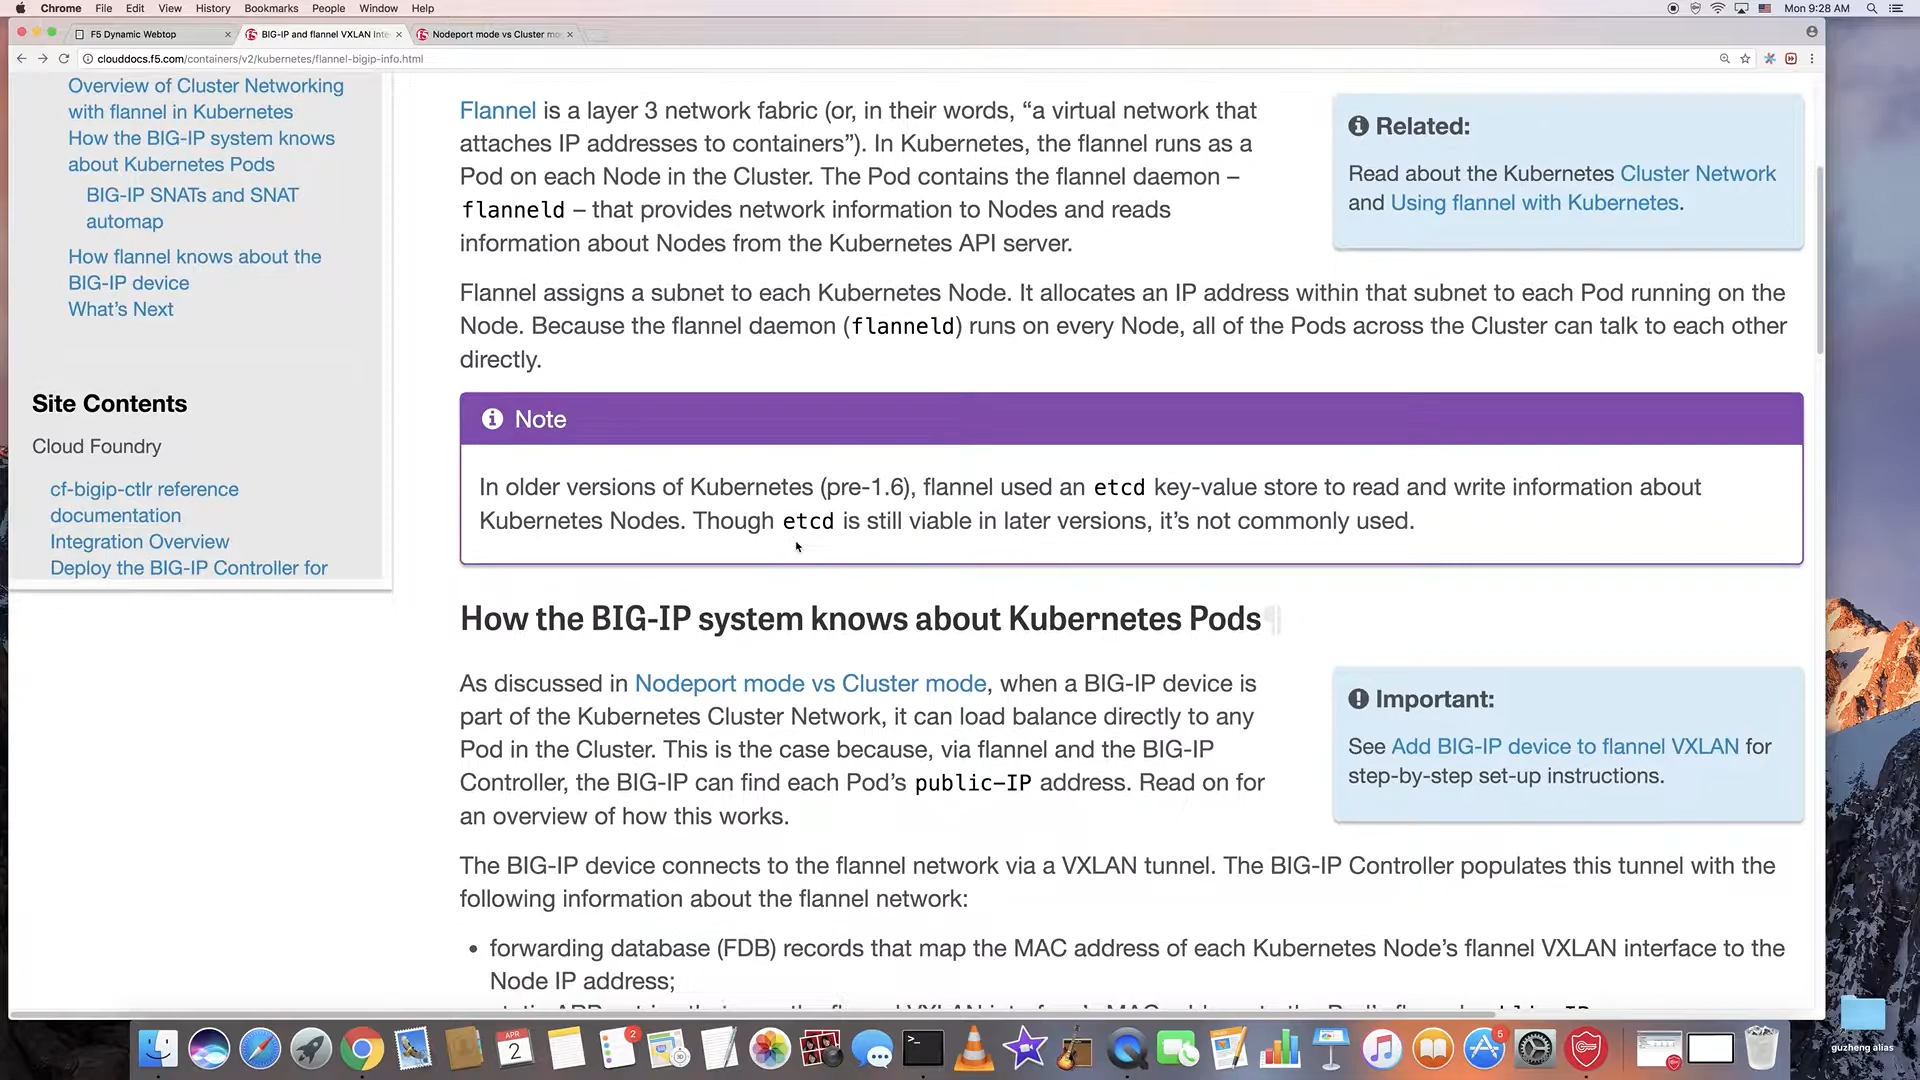 Chrome File Edit View History Bookmarks People Window Help
Mon 9:28 AM
F5 Dynamic Webtop
BIG-IP and flannel VXLAN Inte
Nodeport mode vs Cluster mo
clouddocs.f5.com/containers/v2/kubernetes/flannel-bigip-info.html
Overview of Cluster Networking
with flannel in Kubernetes
How the BIG-IP system knows
about Kubernetes Pods
BIG-IP SNATs and SNAT
automap
How flannel knows about the
BIG-IP device
What's Next
Site Contents
Cloud Foundry
cf-bigip-ctlr reference
documentation
Integration Overview
Deploy the BIG-IP Controller for
Flannel is a layer 3 network fabric (or, in their words, “a virtual network that
attaches IP addresses to containers”). In Kubernetes, the flannel runs as a
Pod on each Node in the Cluster. The Pod contains the flannel daemon –
flanneld – that provides network information to Nodes and reads
information about Nodes from the Kubernetes API server.
Related:
Read about the Kubernetes Cluster Network
and Using flannel with Kubernetes.
Flannel assigns a subnet to each Kubernetes Node. It allocates an IP address within that subnet to each Pod running on the
Node. Because the flannel daemon (flanneld) runs on every Node, all of the Pods across the Cluster can talk to each other
directly.
Note
In older versions of Kubernetes (pre-1.6), flannel used an etcd key-value store to read and write information about
Kubernetes Nodes. Though etcd is still viable in later versions, it's not commonly used.
How the BIG-IP system knows about Kubernetes Pods¶
As discussed in Nodeport mode vs Cluster mode, when a BIG-IP device is
part of the Kubernetes Cluster Network, it can load balance directly to any
Pod in the Cluster. This is the case because, via flannel and the BIG-IP
Controller, the BIG-IP can find each Pod's public-IP address. Read on for
an overview of how this works.
Important:
See Add BIG-IP device to flannel VXLAN for
step-by-step set-up instructions.
The BIG-IP device connects to the flannel network via a VXLAN tunnel. The BIG-IP Controller populates this tunnel with the
following information about the flannel network:
• forwarding database (FDB) records that map the MAC address of each Kubernetes Node's flannel VXLAN interface to the
Node IP address;
APR
2
2
5
guzheng alias